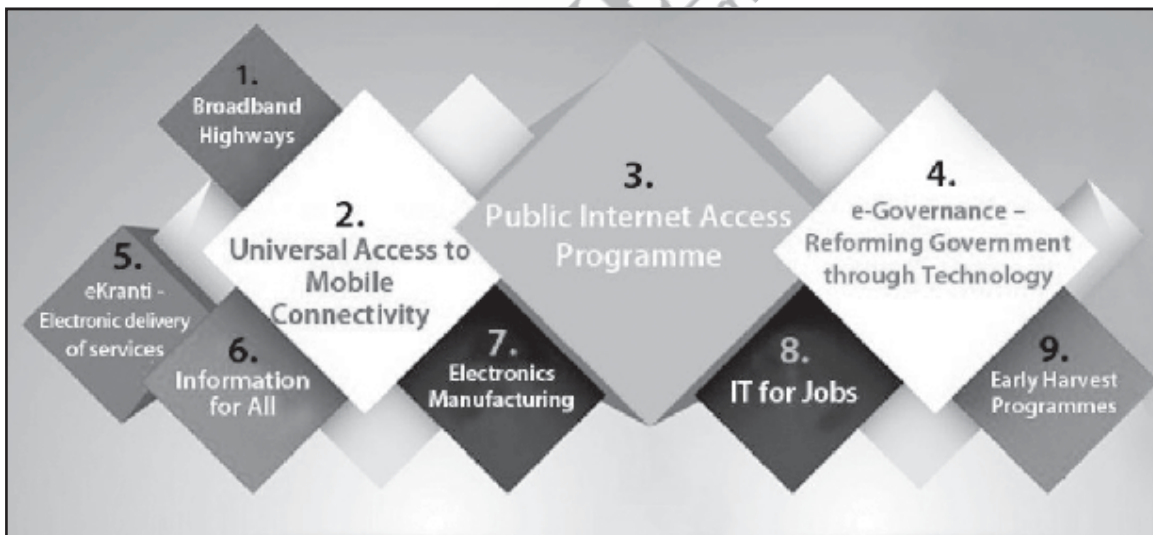 1.
Broadband
Highways
2.
Universal Access to
Mobile
Connectivity
3.
Public Internet Access
Programme
4.
e-Governance –
Reforming Government
through Technology
5.
eKranti -
Electronic delivery
of services
6.
Information
for All
7.
Electronics
Manufacturing
8.
IT for Jobs
9.
Early Harvest
Programmes